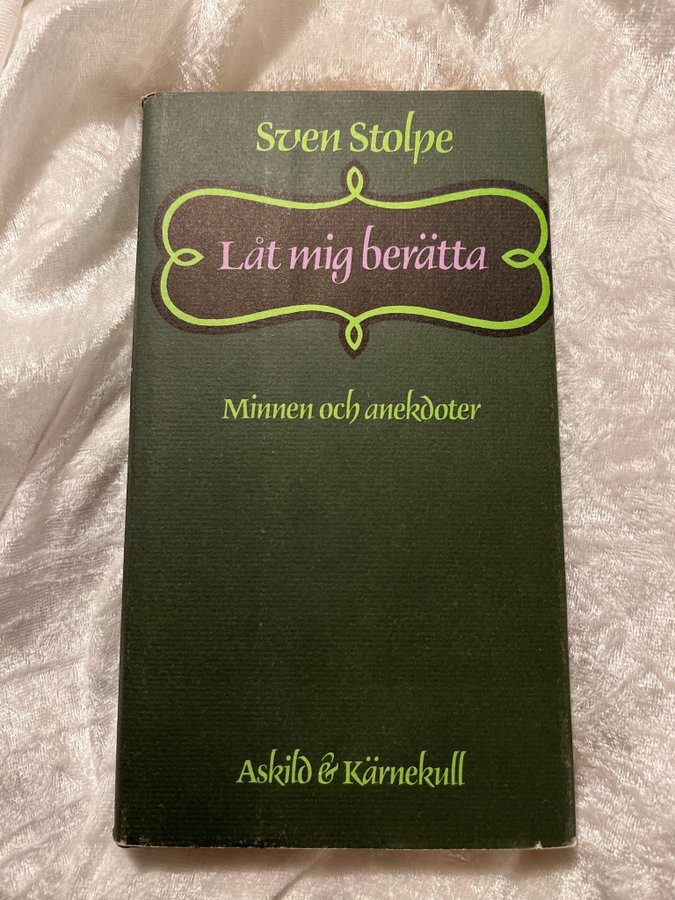 Sven Stolpe
Låt mig berätta
Minnen och anekdoter
Askild & Kärnekull